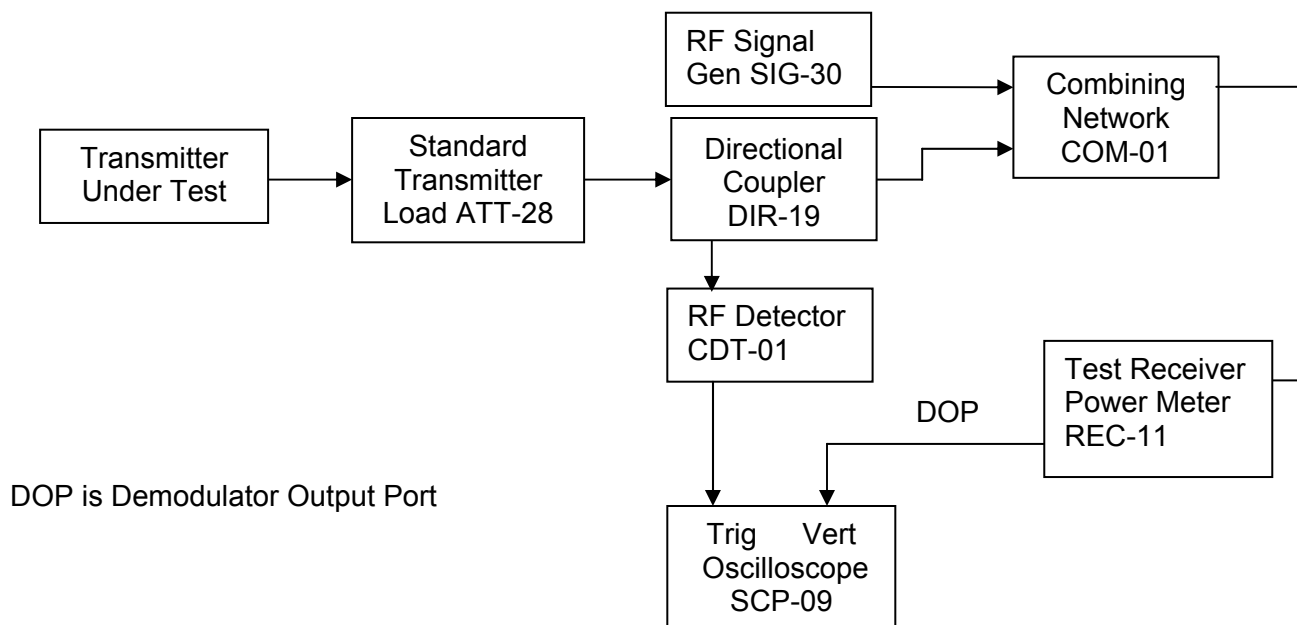 RF Signal
Gen SIG-30
Combining
Network
COM-01
Transmitter
Under Test
Standard
Transmitter
Load ATT-28
Directional
Coupler
DIR-19
RF Detector
CDT-01
Test Receiver
Power Meter
REC-11
DOP
DOP is Demodulator Output Port
Trig Vert
Oscilloscope
SCP-09